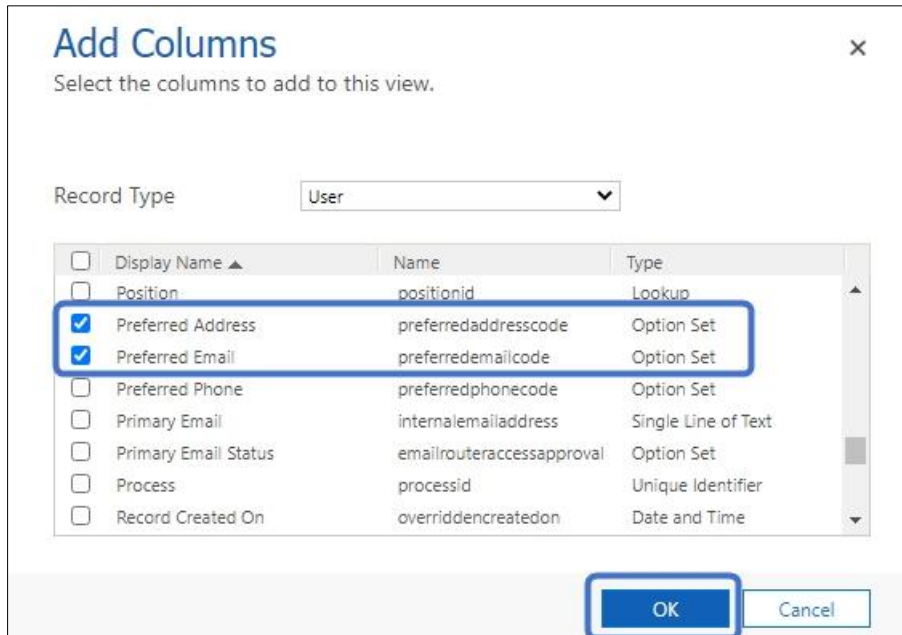 Add Columns
Select the columns to add to this view.
Record Type User
Display Name Name Type
Position positionid Lookup
Preferred Address preferredaddresscode Option Set
Preferred Email preferredemailcode Option Set
Preferred Phone preferredphonecode Option Set
Primary Email internalemailaddress Single Line of Text
Primary Email Status emailrouteraccessapproval Option Set
Process processid Unique Identifier
Record Created On overriddencreatedon Date and Time
OK Cancel